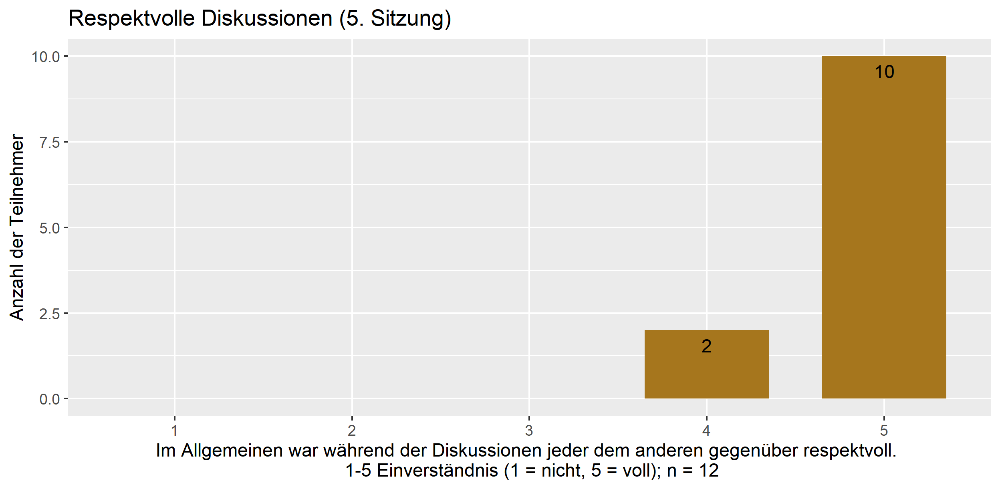 Respektvolle Diskussionen (5. Sitzung)
Anzahl der Teilnehmer
10.0
7.5
5.0
2.5
0.0
10
2
1 2 3 4 5
Im Allgemeinen war während der Diskussionen jeder dem anderen gegenüber respektvoll.
1-5 Einverständnis (1 = nicht, 5 = voll); n = 12